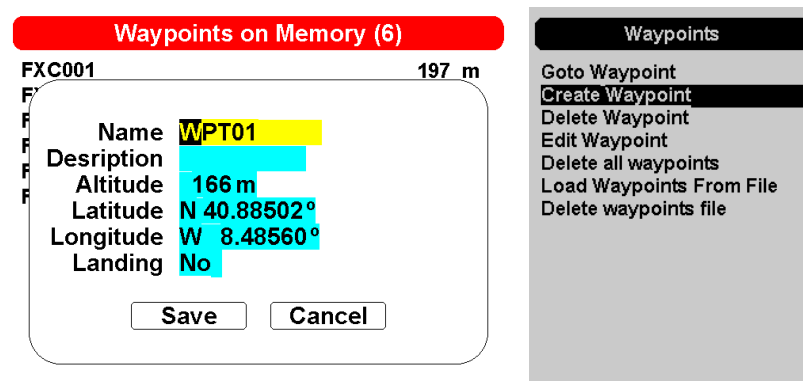 Waypoints on Memory (6)
FXC001 197 m
F
F
F
F
F
Name WPT01
Desription
Altitude 166 m
Latitude N 40.88502º
Longitude W 8.48560º
Landing No
Save Cancel
Waypoints
Goto Waypoint
Create Waypoint
Delete Waypoint
Edit Waypoint
Delete all waypoints
Load Waypoints From File
Delete waypoints file